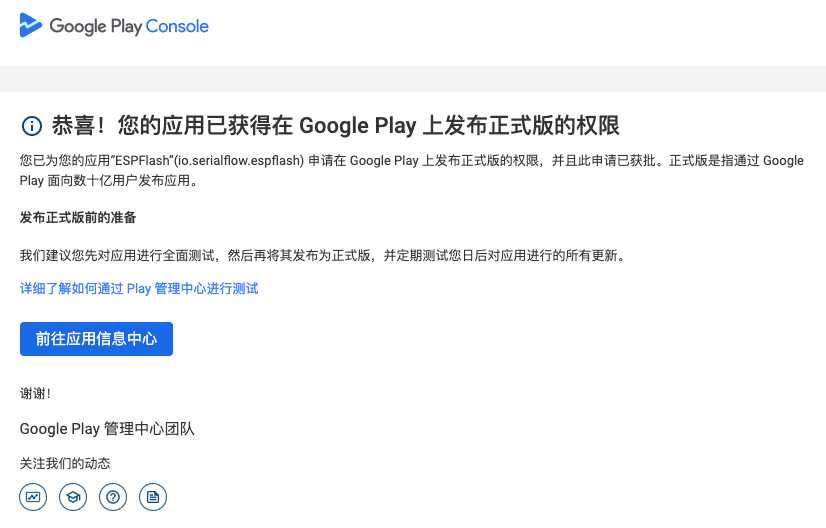 Google Play Console
恭喜！您的应用已获得在 Google Play 上发布正式版的权限
您已为您的应用“ESPFlash”(io.serialflow.espflash) 申请在 Google Play 上发布正式版的权限，并且此申请已获批。正式版是指通过 Google
Play 面向数十亿用户发布应用。
发布正式版前的准备
我们建议您先对应用进行全面测试，然后再将其发布为正式版，并定期测试您日后对应用进行的所有更新。
详细了解如何通过 Play 管理中心进行测试
前往应用信息中心
谢谢！
Google Play 管理中心团队
关注我们的动态